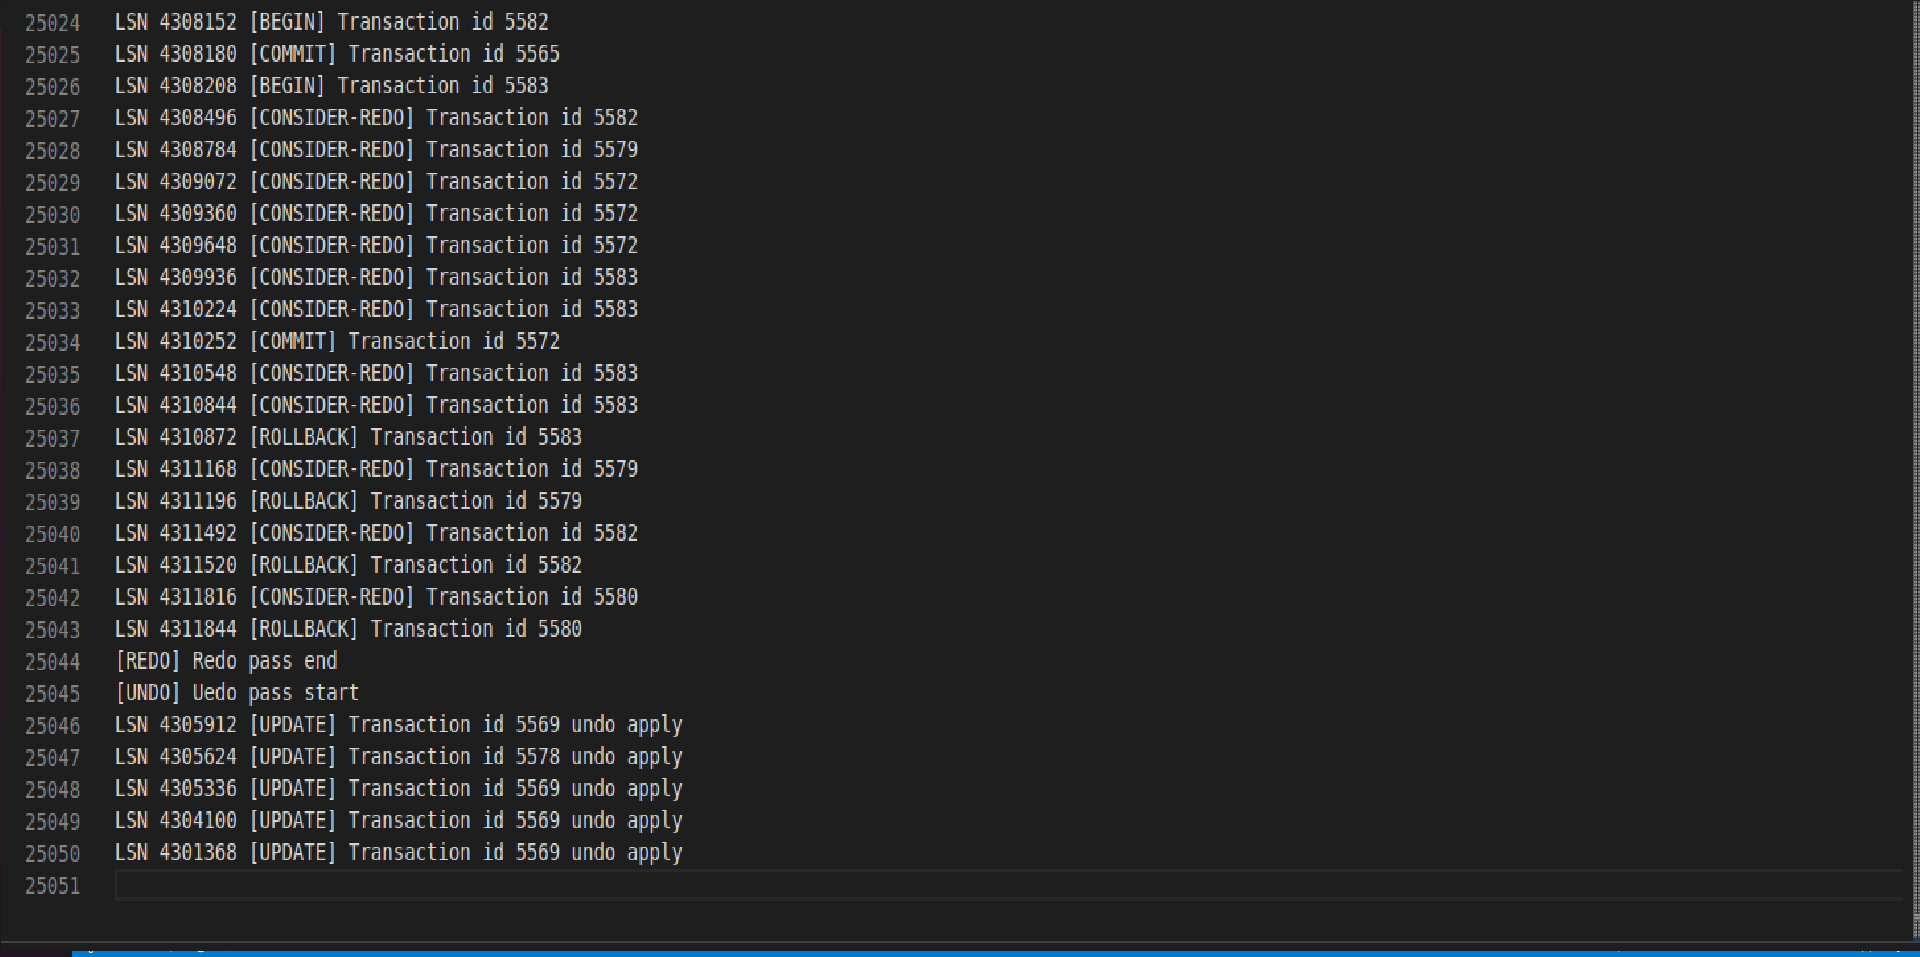 25024 LSN 4308152 [BEGIN] Transaction id 5582
25025 LSN 4308180 [COMMIT] Transaction id 5565
25026 LSN 4308208 [BEGIN] Transaction id 5583
25027 LSN 4308496 [CONSIDER-REDO] Transaction id 5582
25028 LSN 4308784 [CONSIDER-REDO] Transaction id 5579
25029 LSN 4309072 [CONSIDER-REDO] Transaction id 5572
25030 LSN 4309360 [CONSIDER-REDO] Transaction id 5572
25031 LSN 4309648 [CONSIDER-REDO] Transaction id 5572
25032 LSN 4309936 [CONSIDER-REDO] Transaction id 5583
25033 LSN 4310224 [CONSIDER-REDO] Transaction id 5583
25034 LSN 4310252 [COMMIT] Transaction id 5572
25035 LSN 4310548 [CONSIDER-REDO] Transaction id 5583
25036 LSN 4310844 [CONSIDER-REDO] Transaction id 5583
25037 LSN 4310872 [ROLLBACK] Transaction id 5583
25038 LSN 4311168 [CONSIDER-REDO] Transaction id 5579
25039 LSN 4311196 [ROLLBACK] Transaction id 5579
25040 LSN 4311492 [CONSIDER-REDO] Transaction id 5582
25041 LSN 4311520 [ROLLBACK] Transaction id 5582
25042 LSN 4311816 [CONSIDER-REDO] Transaction id 5580
25043 LSN 4311844 [ROLLBACK] Transaction id 5580
25044 [REDO] Redo pass end
25045 [UNDO] Uedo pass start
25046 LSN 4305912 [UPDATE] Transaction id 5569 undo apply
25047 LSN 4305624 [UPDATE] Transaction id 5578 undo apply
25048 LSN 4305336 [UPDATE] Transaction id 5569 undo apply
25049 LSN 4304100 [UPDATE] Transaction id 5569 undo apply
25050 LSN 4301368 [UPDATE] Transaction id 5569 undo apply
25051